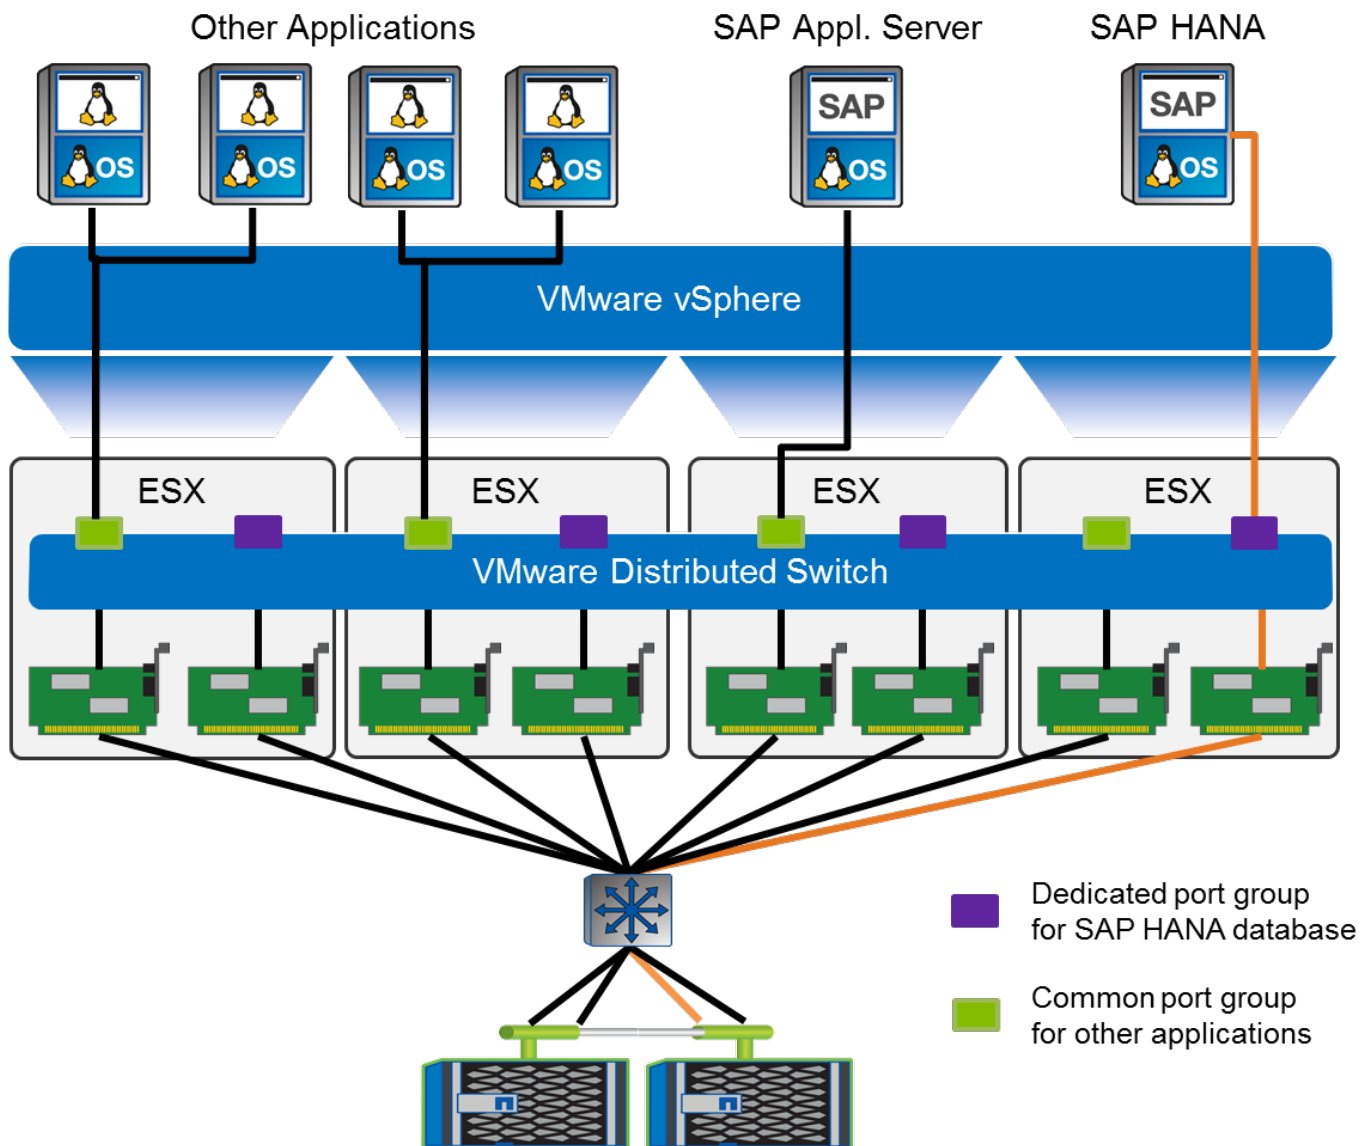 Other Applications
SAP Appl. Server
SAP HANA
SAP
SAP
OS
OS
OS
OS
OS
OS
VMware vSphere
ESX
ESX
ESX
ESX
VMware Distributed Switch
Dedicated port group
for SAP HANA database
Common port group
for other applications